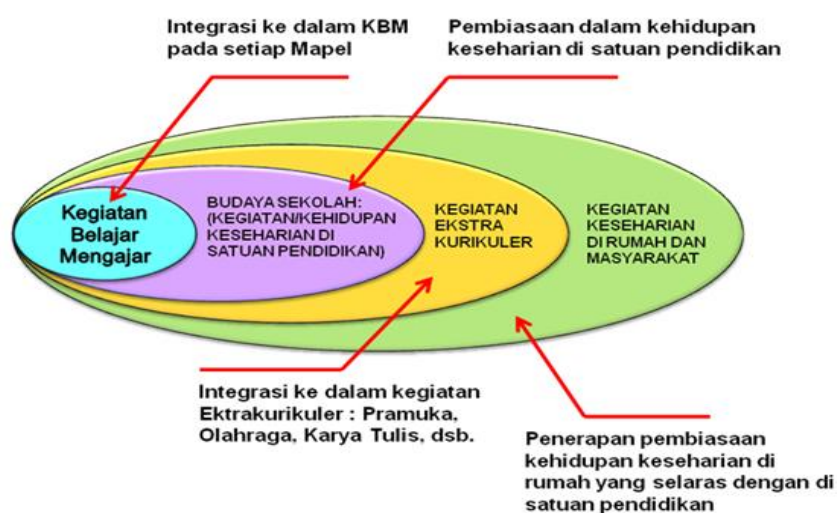 Integrasi ke dalam KBM
pada setiap Mapel
Pembiasaan dalam kehidupan
keseharian di satuan pendidikan
Kegiatan
Belajar
Mengajar
BUDAYA SEKOLAH:
(KEGIATAN/KEHIDUPAN
KESEHARIAN DI
SATUAN PENDIDIKAN)
KEGIATAN
EKSTRA
KURIKULER
KEGIATAN
KESEHARIAN
DI RUMAH DAN
MASYARAKAT
Integrasi ke dalam kegiatan
Ektrakurikuler : Pramuka,
Olahraga, Karya Tulis, dsb.
Penerapan pembiasaan
kehidupan keseharian di
rumah yang selaras dengan di
satuan pendidikan